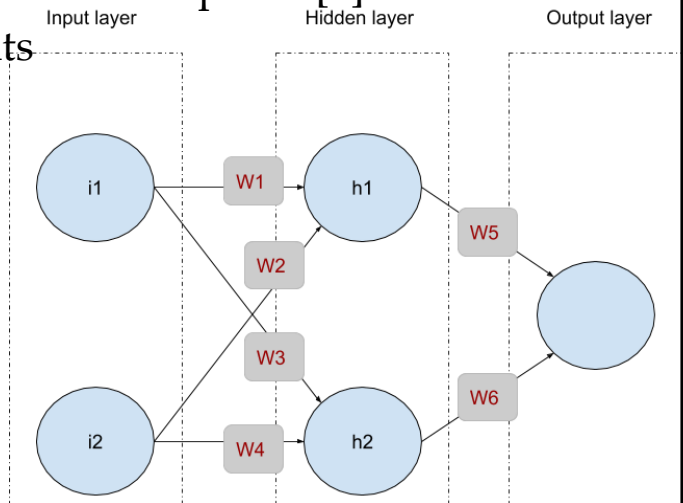 Input layer
Hidden layer
Output layer
ts
i1
W1
h1
W2
W5
W3
W6
i2
W4
h2